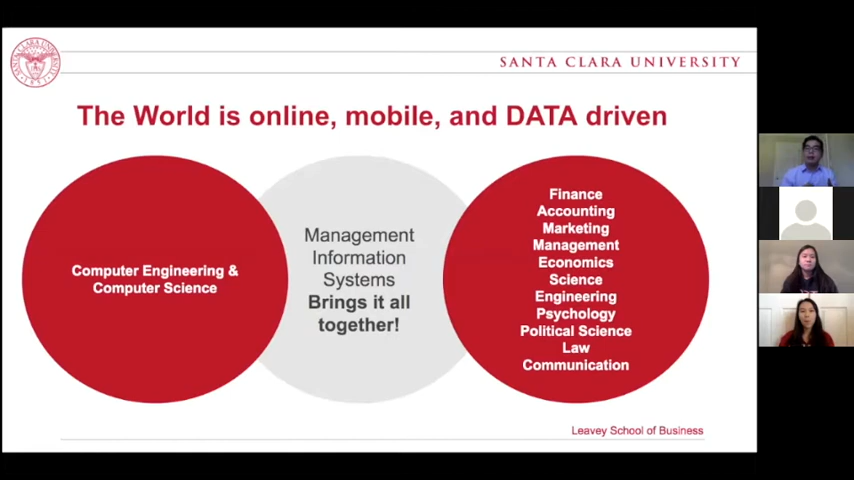 SANTA CLARA UNIVERSITY
The World is online, mobile, and DATA driven
Computer Engineering &
Computer Science
Management
Information
Systems
Brings it all
together!
Finance
Accounting
Marketing
Management
Economics
Science
Engineering
Psychology
Political Science
Law
Communication
Leavey School of Business